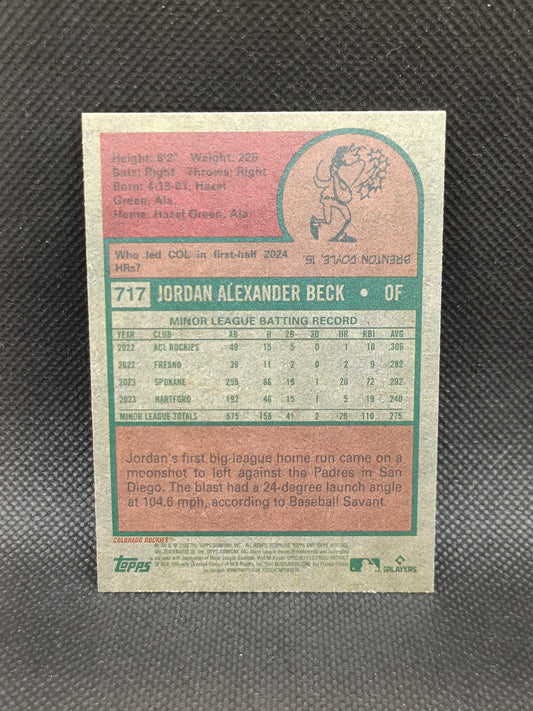 Height: 6'2" Weight: 225
Bats: Right Throws: Right
Born: 4-19-01, Hazel
Green, Ala.
Home: Hazel Green, Ala.
Who led COL in first-half 2024
HRs?
BRENTON DOYLE, 15.
717 JORDAN ALEXANDER BECK • OF
MINOR LEAGUE BATTING RECORD
YEAR CLUB AB H 2B 3B HR RBI AVG
2022 ACL ROCKIES 49 15 5 0 1 10 .306
2022 FRESNO 39 11 2 0 2 9 .282
2023 SPOKANE 295 86 19 1 20 72 .292
2023 HARTFORD 192 46 15 1 5 19 .240
MINOR LEAGUE TOTALS 575 158 41 2 28 110 .275
Jordan's first big-league home run came on a
moonshot to left against the Padres in San
Diego. The blast had a 24-degree launch angle
at 104.6 mph, according to Baseball Savant.
COLORADO ROCKIES™
TOPPS
PLAYERS